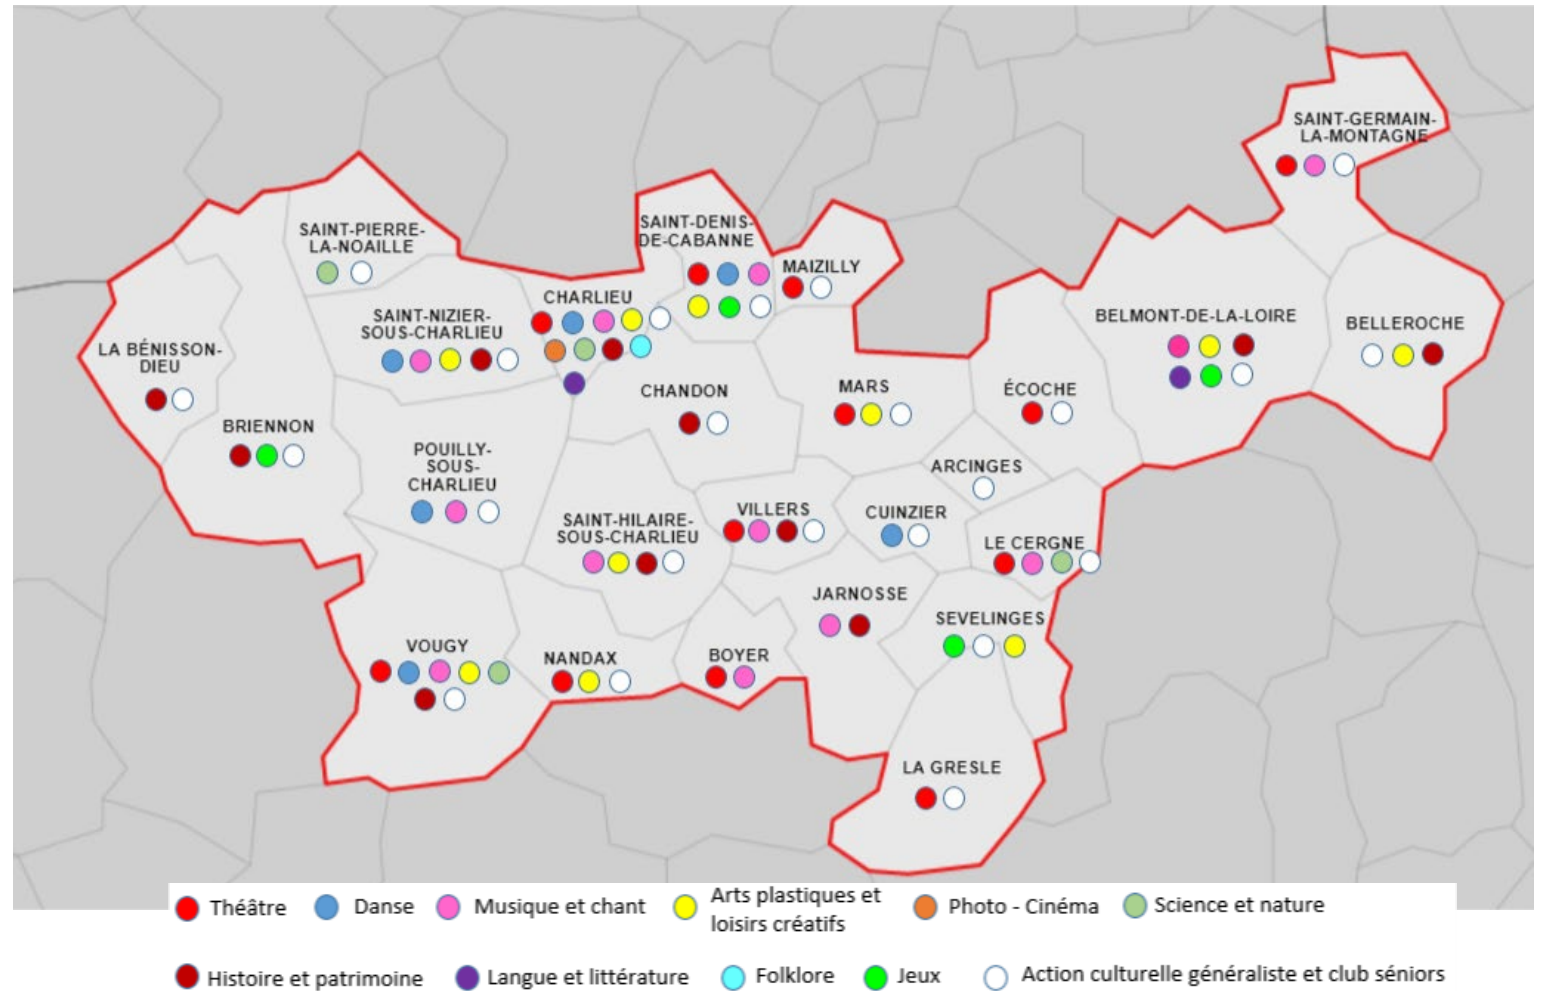 SAINT-GERMAIN-
LA-MONTAGNE
SAINT-PIERRE-
LA-NOAILLE
SAINT-DENIS-
DE-CABANNE
MAIZILLY
CHARLIEU
SAINT-NIZIER-
SOUS-CHARLIEU
BELMONT-DE-LA-LOIRE
BELLEROCHE
LA BÉNISSON-
DIEU
CHANDON
MARS
ÉCOCHE
BRIENNON
POUILLY-
SOUS-
CHARLIEU
ARCINGES
SAINT-HILAIRE-
SOUS-CHARLIEU
VILLERS
CUINZIER
LE CERGNE
JARNOSSE
SEVELINGES
VOUGY
NANDAX
BOYER
LA GRESLE
Théâtre
Danse
Musique et chant
Arts plastiques et
loisirs créatifs
Photo - Cinéma
Science et nature
Histoire et patrimoine
Langue et littérature
Folklore
Jeux
Action culturelle généraliste et club séniors